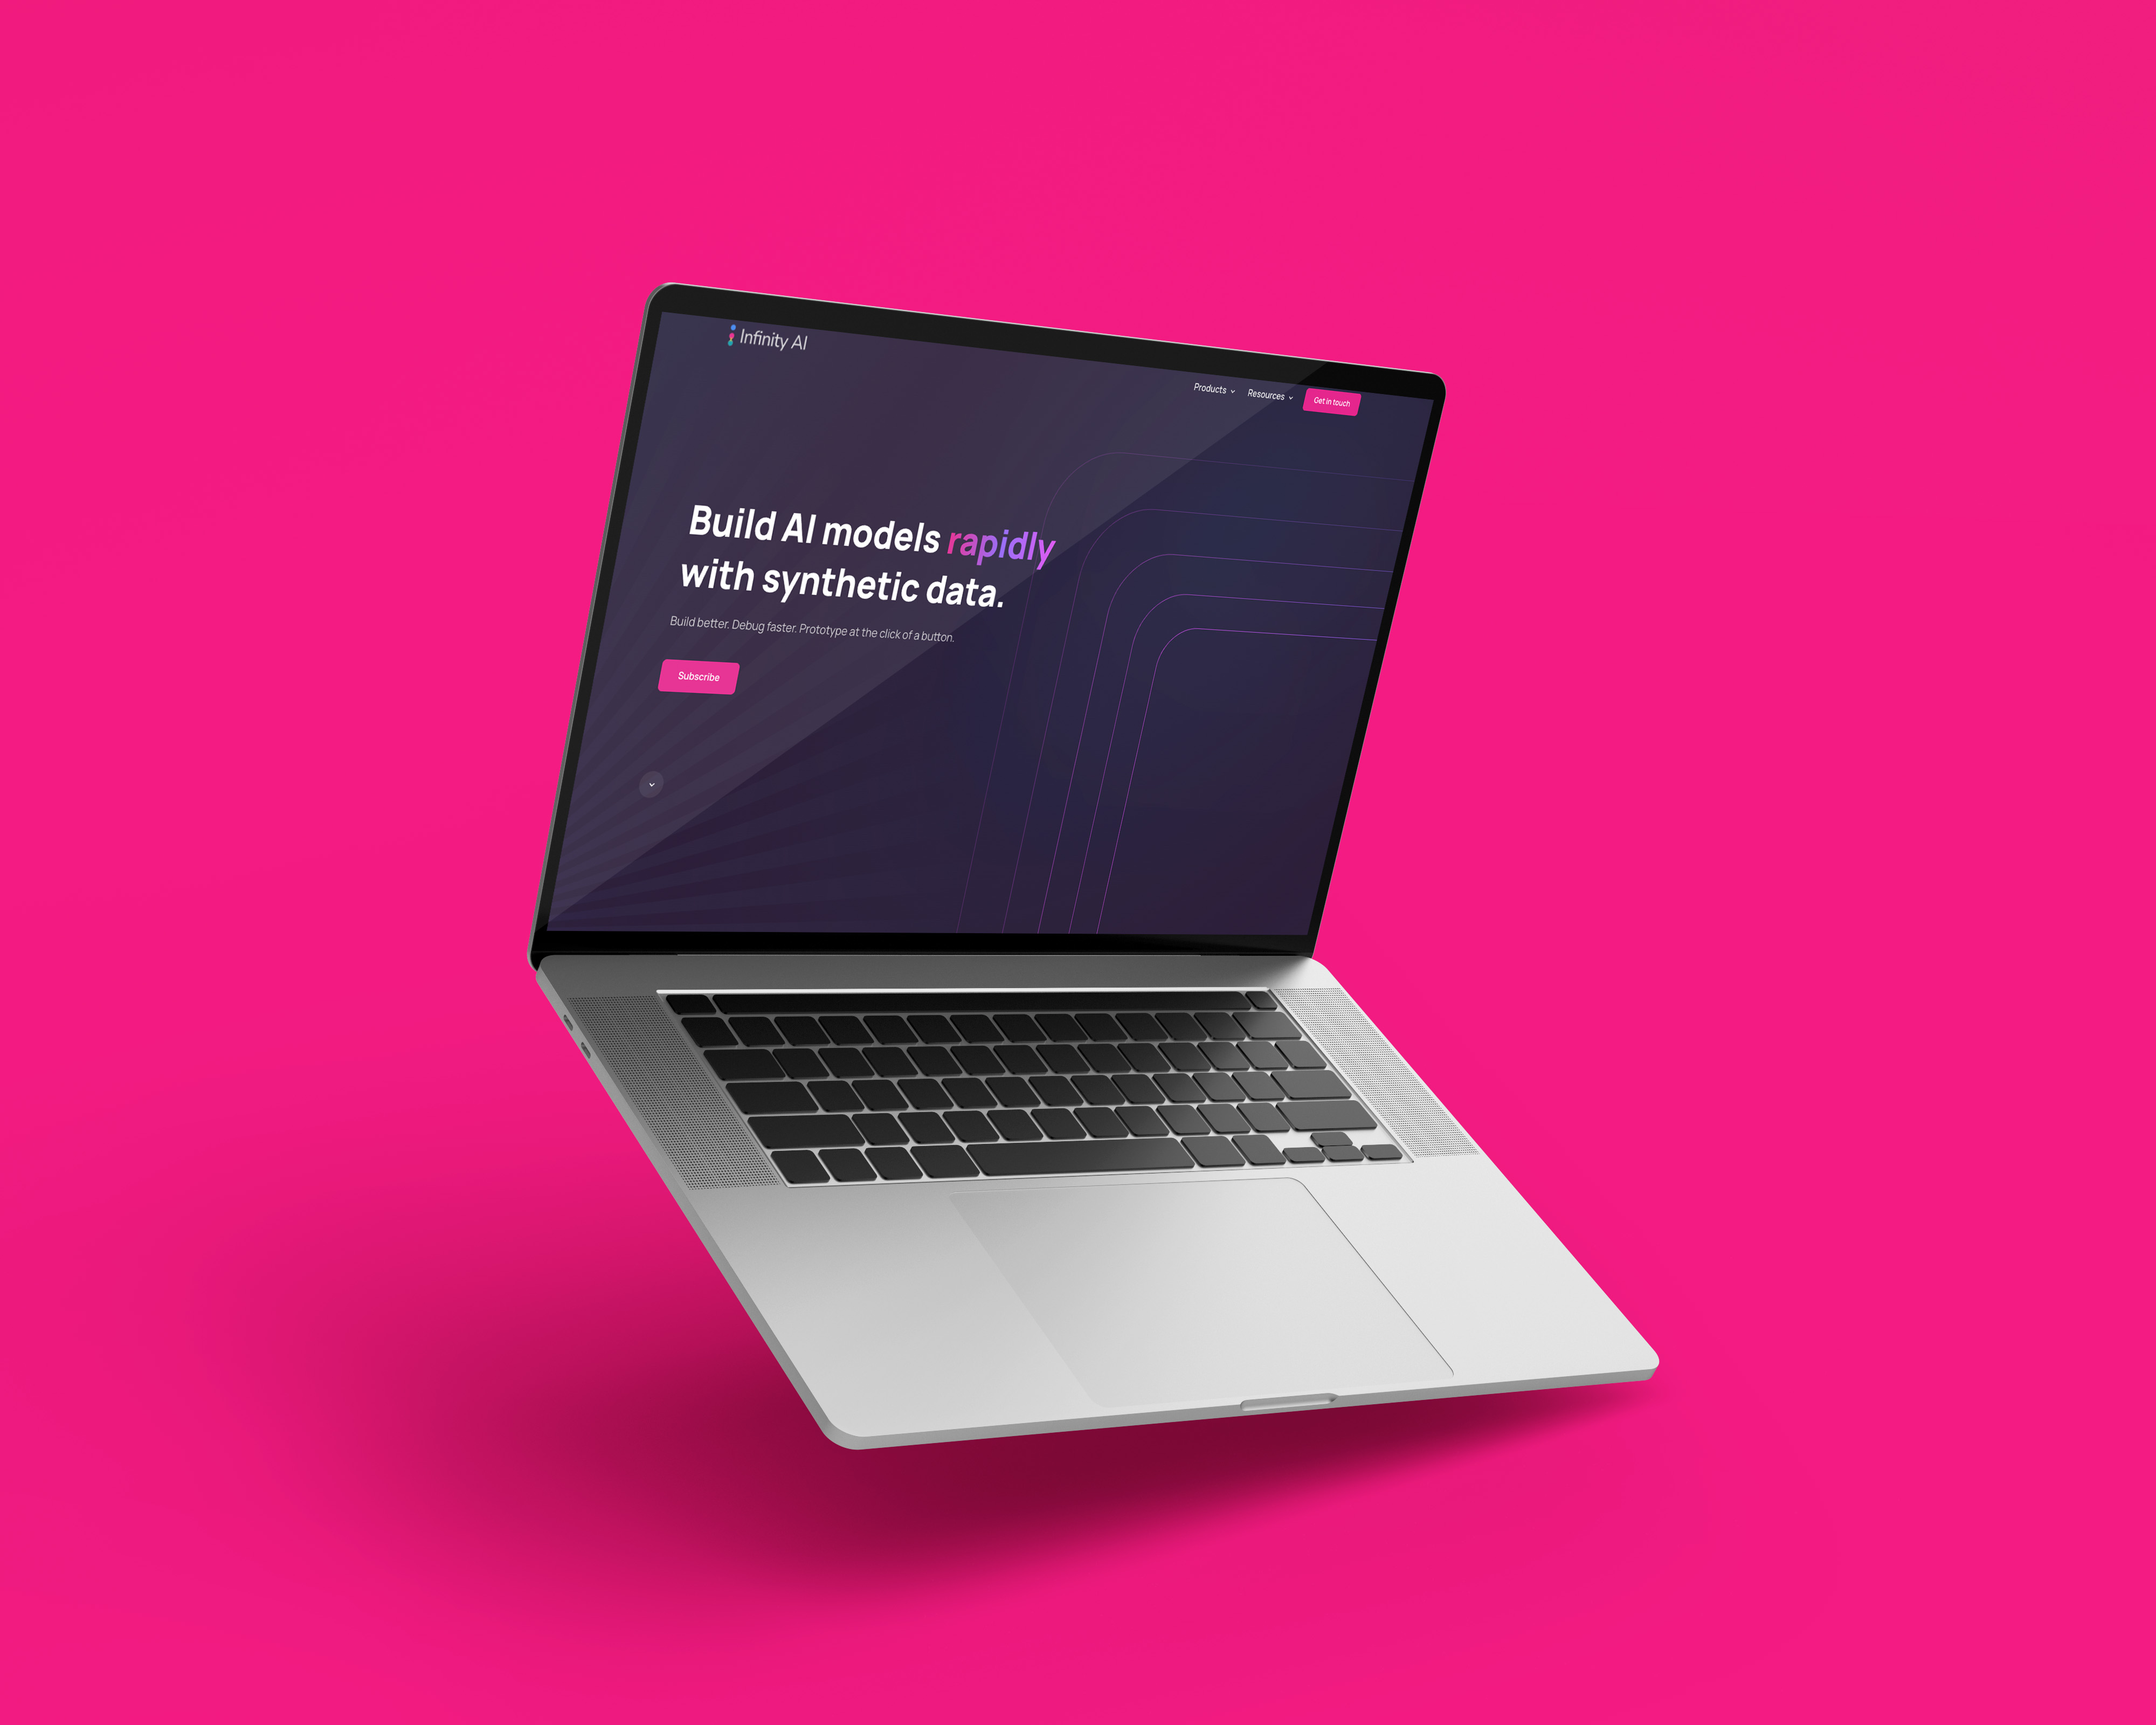 Infinity AI
Products
Resources
Get in touch
Build AI models rapidly
with synthetic data.
Build better. Debug faster. Prototype at the click of a button.
Subscribe